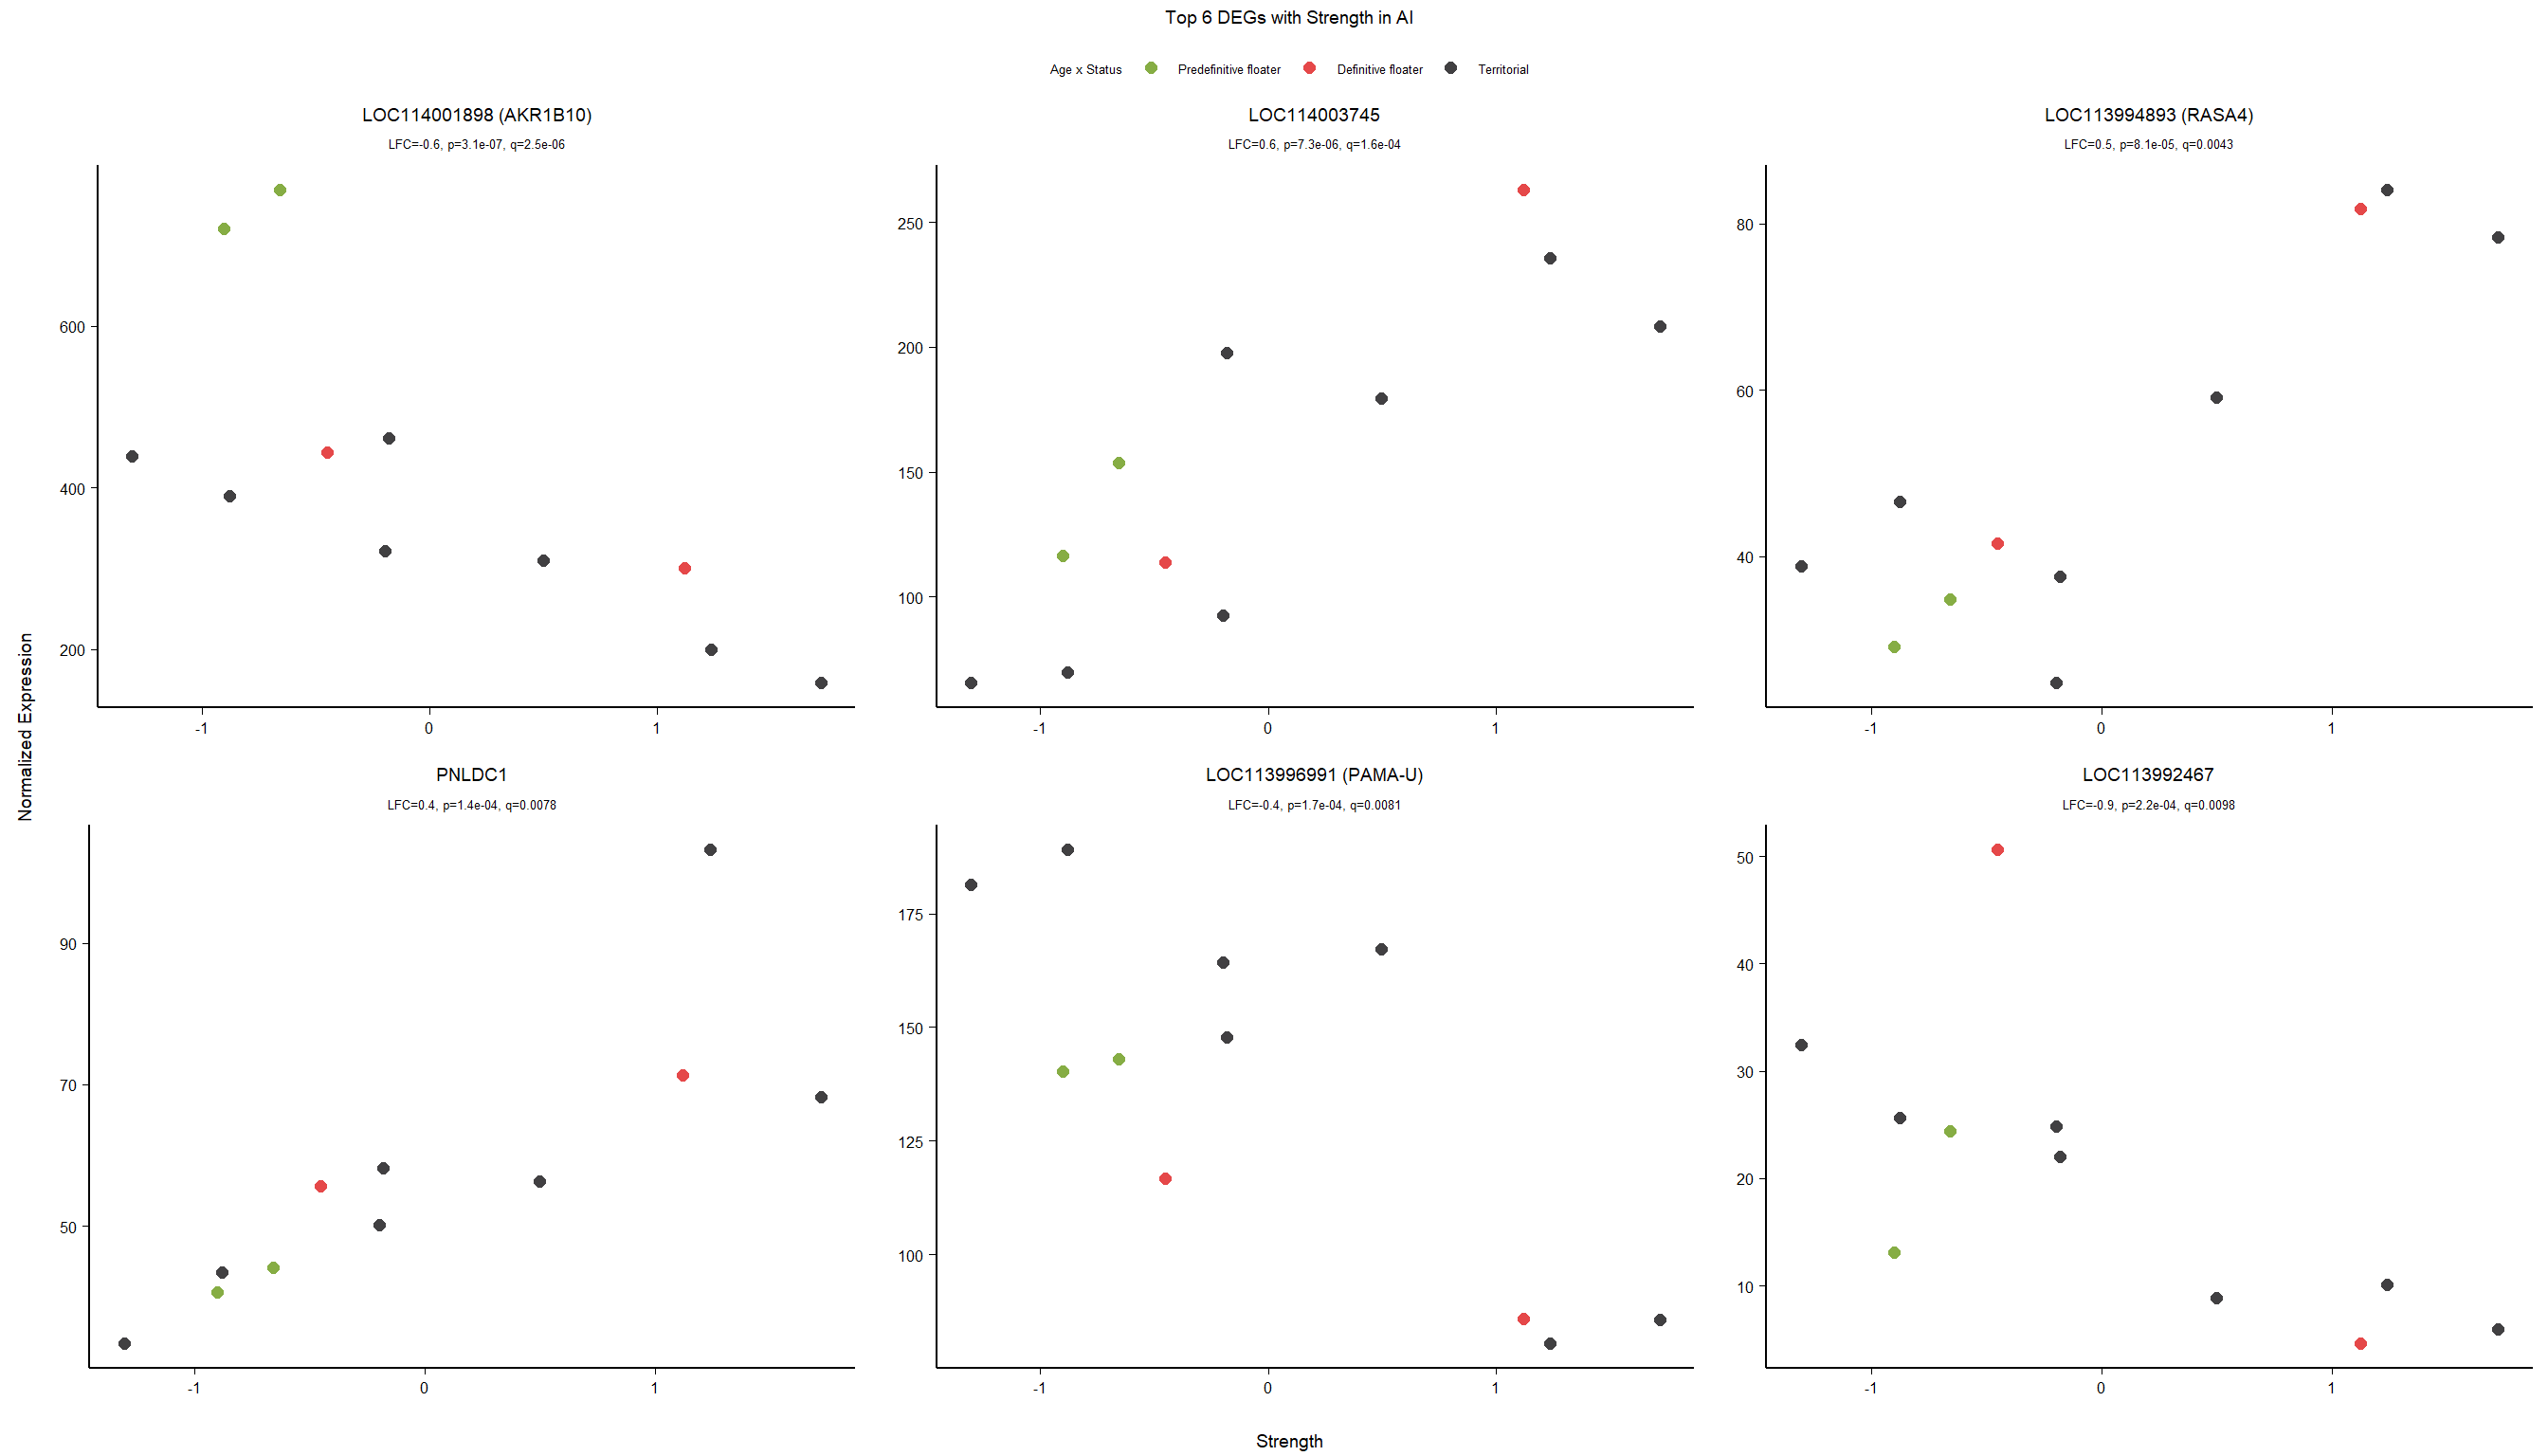 Top 6 DEGs with Strength in AI
Age x Status Predefinitive floater Definitive floater Territorial
LOC114001898 (AKR1B10)
LFC=-0.6, p=3.1e-07, q=2.5e-06
600
400
200
-1 0 1
LOC114003745
LFC=0.6, p=7.3e-06, q=1.6e-04
250
200
150
100
-1 0 1
LOC113994893 (RASA4)
LFC=0.5, p=8.1e-05, q=0.0043
80
60
40
-1 0 1
PNLDC1
LFC=0.4, p=1.4e-04, q=0.0078
90
70
50
-1 0 1
LOC113996991 (PAMA-U)
LFC=-0.4, p=1.7e-04, q=0.0081
175
150
125
100
-1 0 1
LOC113992467
LFC=-0.9, p=2.2e-04, q=0.0098
50
40
30
20
10
-1 0 1
Normalized Expression
Strength